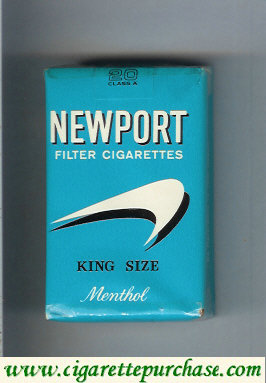 20
CLASS A
NEWPORT
FILTER CIGARETTES
KING SIZE
Menthol
www.cigarettepurchase.com